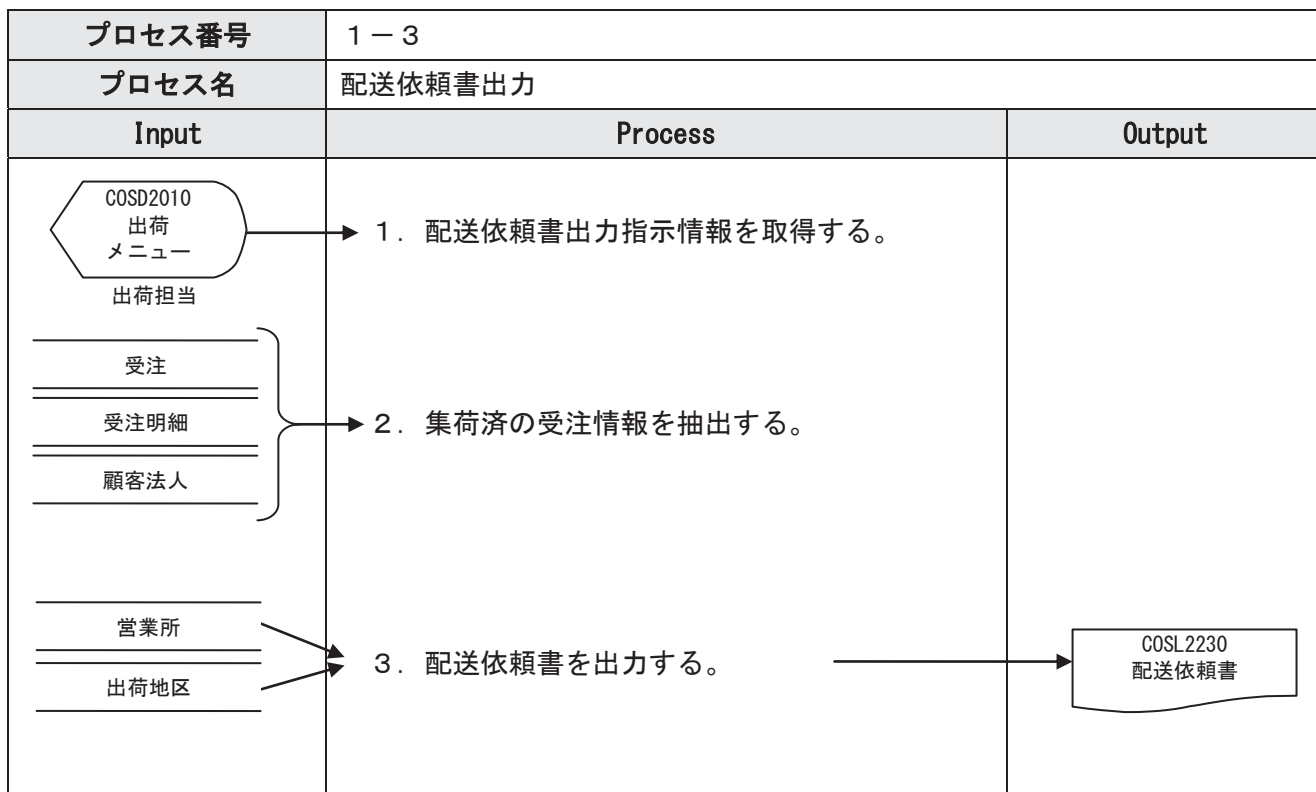 プロセス番号
１－３
プロセス名
配送依頼書出力
Input
Process
Output
COSD2010
出荷
メニュー
出荷担当
１．配送依頼書出力指示情報を取得する。
受注
受注明細
顧客法人
２．集荷済の受注情報を抽出する。
営業所
出荷地区
３．配送依頼書を出力する。
COSL2230
配送依頼書